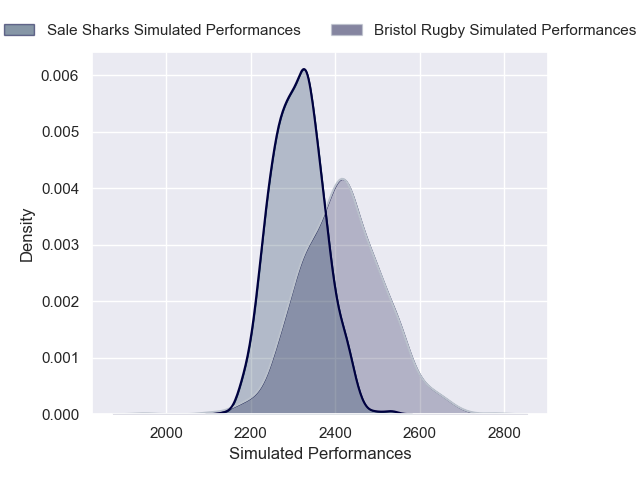 Sale Sharks Simulated Performances Bristol Rugby Simulated Performances
0.006
0.005
0.004
0.003
0.002
0.001
0.000
Density
2000 2200 2400 2600 2800
Simulated Performances